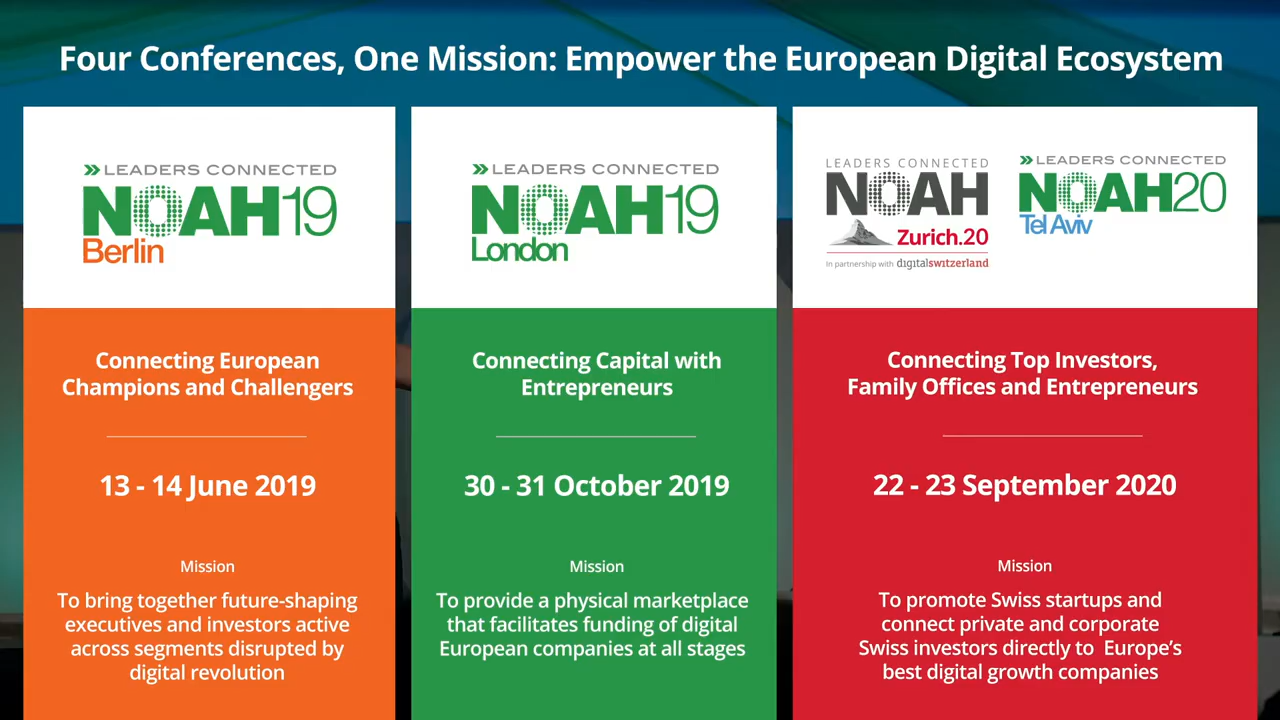 Four Conferences, One Mission: Empower the European Digital Ecosystem
LEADERS CONNECTED
NOAH19
Berlin
Connecting European
Champions and Challengers
13 - 14 June 2019
Mission
To bring together future-shaping
executives and investors active
across segments disrupted by
digital revolution
LEADERS CONNECTED
NOAH19
London
Connecting Capital with
Entrepreneurs
30 - 31 October 2019
Mission
To provide a physical marketplace
that facilitates funding of digital
European companies at all stages
LEADERS CONNECTED
NOAH
Zurich.20
In partnership with digitalswitzerland
LEADERS CONNECTED
NOAH20
Tel Aviv
Connecting Top Investors,
Family Offices and Entrepreneurs
22 - 23 September 2020
Mission
To promote Swiss startups and
connect private and corporate
Swiss investors directly to Europe's
best digital growth companies